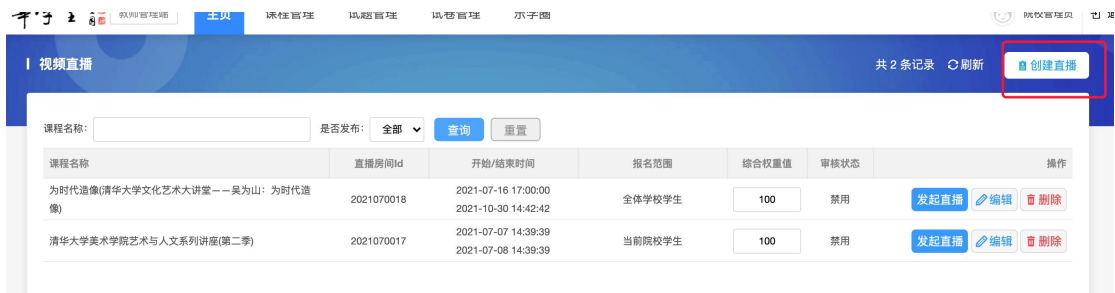 教师管理端 主页 课程管理 试题管理 试卷管理 院校管理员
视频直播 共 2 条记录 刷新 创建直播
课程名称： 是否发布： 全部 查询 重置
课程名称 直播房间Id 开始/结束时间 报名范围 综合权重值 审核状态 操作
为时代造像(清华大学文化艺术大讲堂——吴为山：为时代造 2021-07-16 17:00:00
像) 2021070018 2021-10-30 14:42:42 全体学校学生 100 禁用 发起直播 编辑 删除
清华大学美术学院艺术与人文系列讲座(第二季) 2021070017 2021-07-07 14:39:39 当前院校学生 100 禁用 发起直播 编辑 删除
2021-07-08 14:39:39